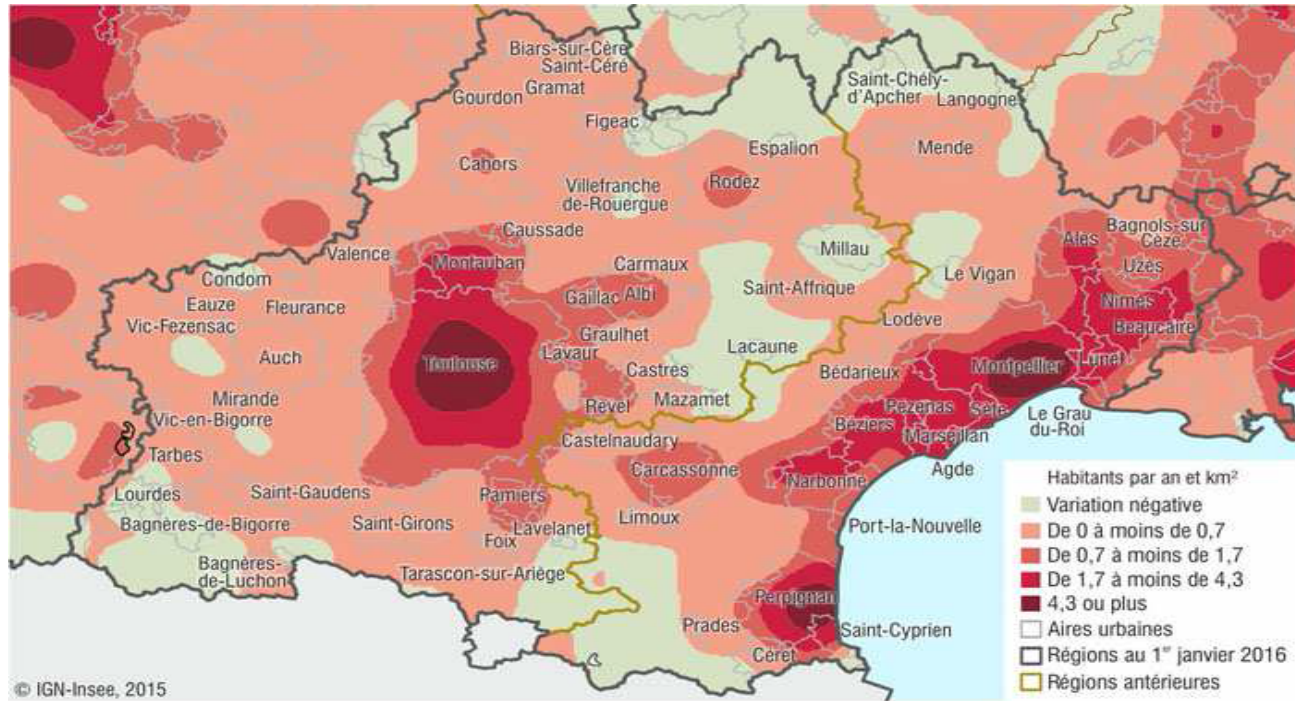 Biars-sur-Cère
Saint-Céré
Gramat
Gourdon
Figeac
Saint-Chély-
d'Apcher
Langogne
Espalion
Mende
Cahors
Rodez
Villefranche
de-Rouergue
Caussade
Valence
Montauban
Carmaux
Millau
Le Vigan
Alès
Bagnols-sur
Cèze
Uzès
Condom
Eauze
Fleurance
Vic-Fezensac
Gaillac
Albi
Saint-Affrique
Nîmes
Beaucaire
Graulhet
Lodève
Auch
Toulouse
Lavaur
Lacaune
Castres
Bédarieux
Montpellier
Lunel
Mirande
Vic-en-Bigorre
Revel
Mazamet
Pézenas
Sète
Le Grau
du-Roi
Béziers
Marseillan
Castelnaudary
Tarbes
Carcassonne
Agde
Narbonne
Lourdes
Saint-Gaudens
Pamiers
Bagnères-de-Bigorre
Saint-Girons
Limoux
Lavelanet
Foix
Port-la-Nouvelle
Bagnères-
de-Luchon
Tarascon-sur-Ariège
Perpignan
Prades
Saint-Cyprien
Céret
Habitants par an et km²
Variation négative
De 0 à moins de 0,7
De 0,7 à moins de 1,7
De 1,7 à moins de 4,3
4,3 ou plus
Aires urbaines
Régions au 1er janvier 2016
Régions antérieures
© IGN-Insee, 2015